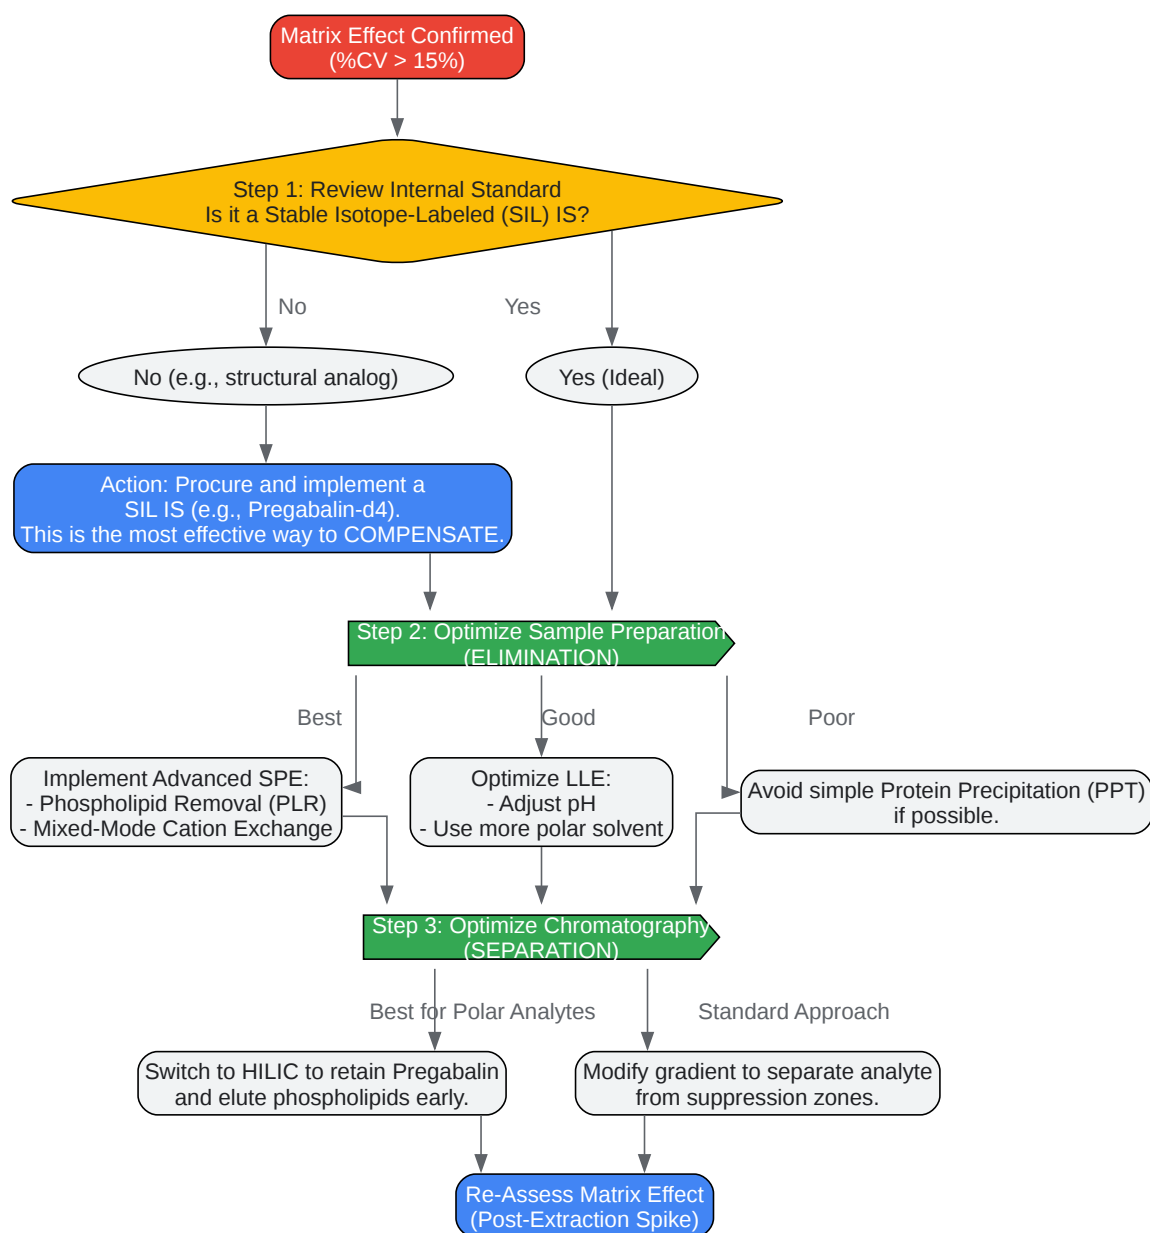 Matrix Effect Confirmed
(%CV > 15%)
Step 1: Review Internal Standard
Is it a Stable Isotope-Labeled (SIL) IS?
No
Yes
No (e.g., structural analog)
Yes (Ideal)
Action: Procure and implement a
SIL IS (e.g., Pregabalin-d4).
This is the most effective way to COMPENSATE.
Step 2: Optimize Sample Preparation
(ELIMINATION)
Best
Good
Poor
Implement Advanced SPE:
- Phospholipid Removal (PLR)
- Mixed-Mode Cation Exchange
Optimize LLE:
- Adjust pH
- Use more polar solvent
Avoid simple Protein Precipitation (PPT)
if possible.
Step 3: Optimize Chromatography
(SEPARATION)
Best for Polar Analytes
Standard Approach
Switch to HILIC to retain Pregabalin
and elute phospholipids early.
Modify gradient to separate analyte
from suppression zones.
Re-Assess Matrix Effect
(Post-Extraction Spike)